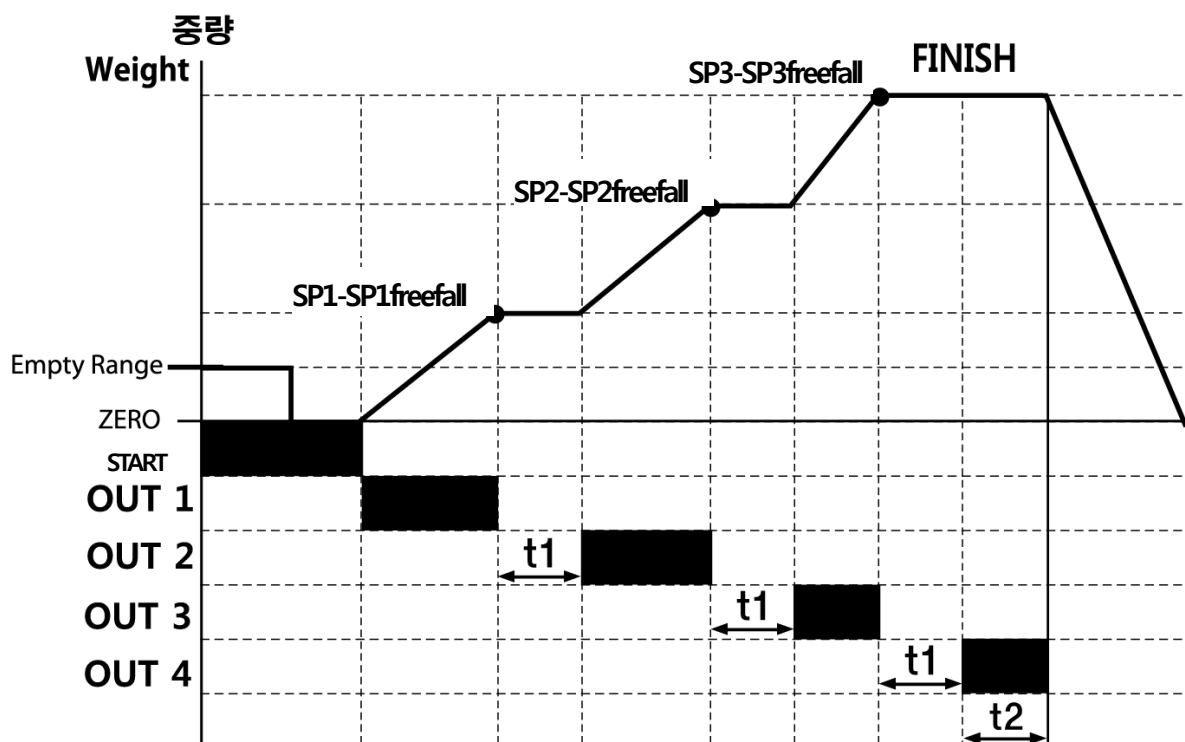 중량
Weight
FINISH
SP3-SP3freefall
SP2-SP2freefall
SP1-SP1freefall
Empty Range
ZERO
START
OUT 1
OUT 2
t1
OUT 3
t1
OUT 4
t1
t2